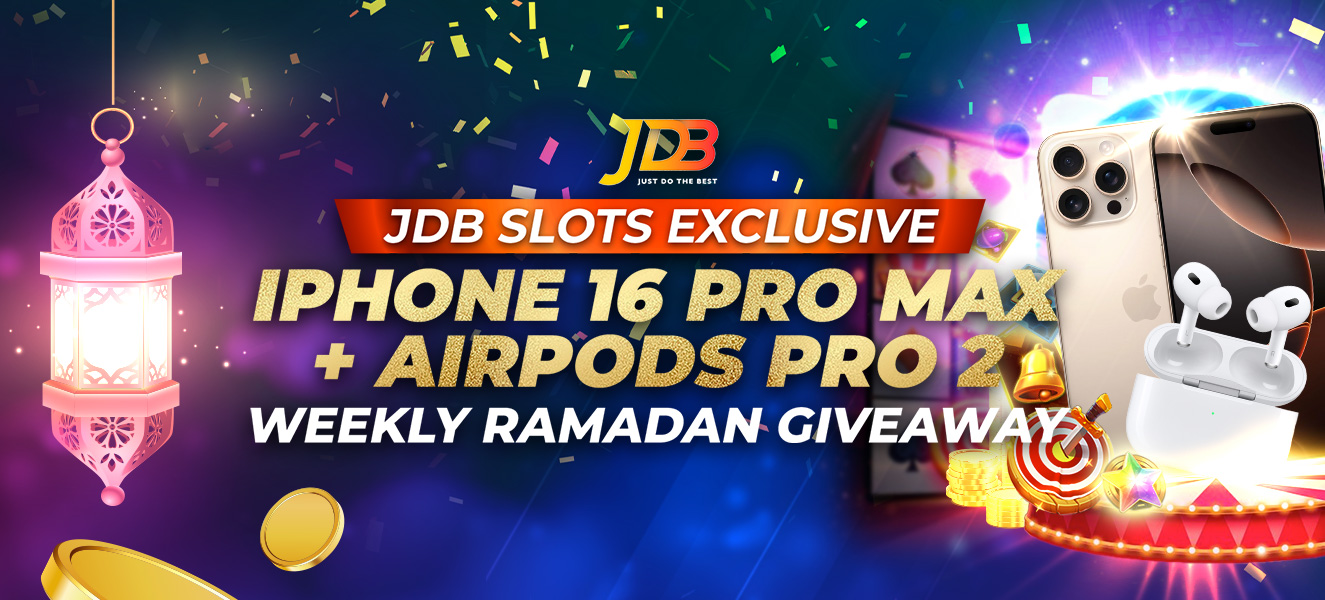 JDB
JUST DO THE BEST
JDB SLOTS EXCLUSIVE
IPHONE 16 PRO MAX
+ AIRPODS PRO 2
WEEKLY RAMADAN GIVEAWAY